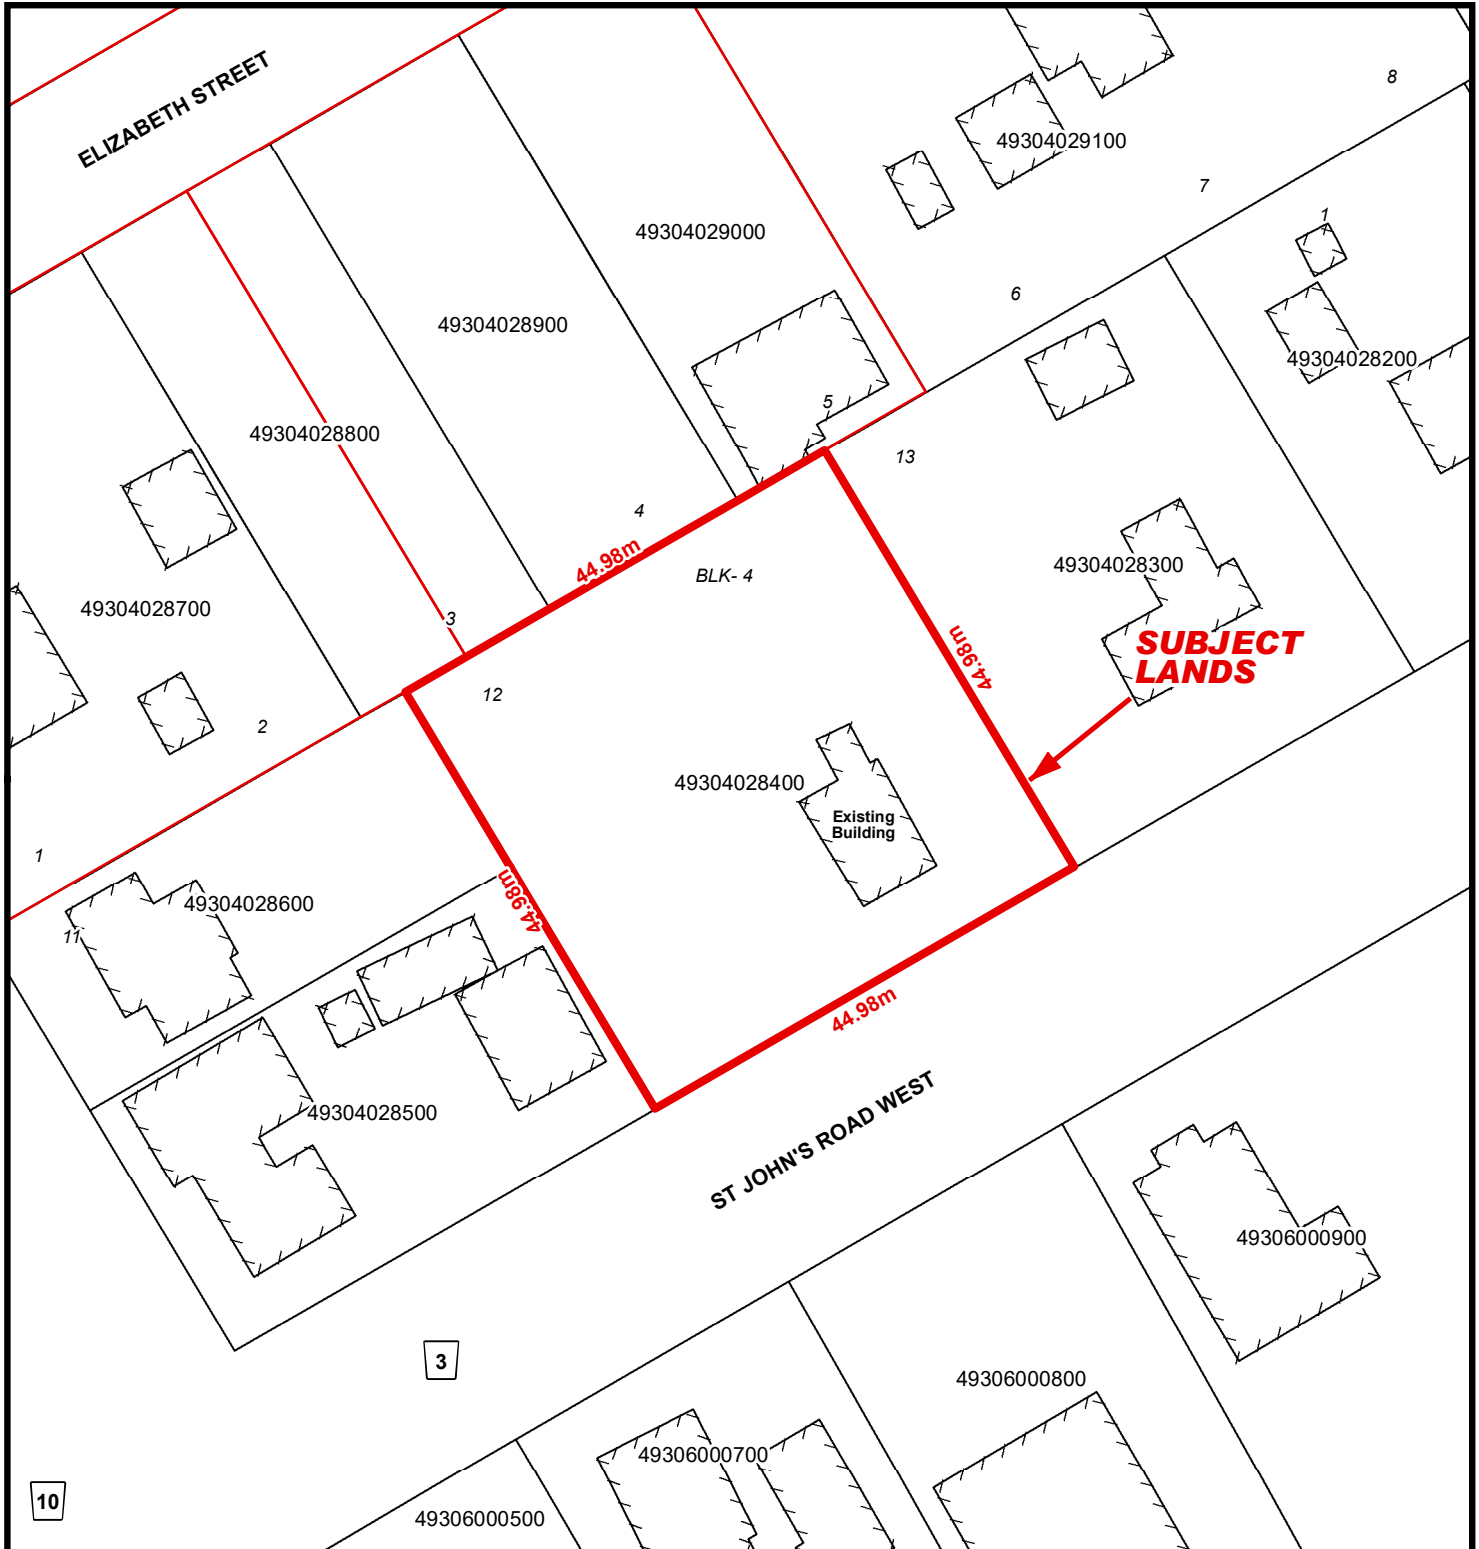 8
ELIZABETH STREET
49304029100
7
1
49304029000
6
49304028900
49304028200
5
49304028800
13
4
44.98m
BLK- 4
49304028300
49304028700
3
44.98m
SUBJECT
LANDS
12
2
49304028400
Existing
Building
1
49304028600
44.98m
11
44.98m
49304028500
ST JOHN'S ROAD WEST
49306000900
3
49306000800
49306000700
10
49306000500